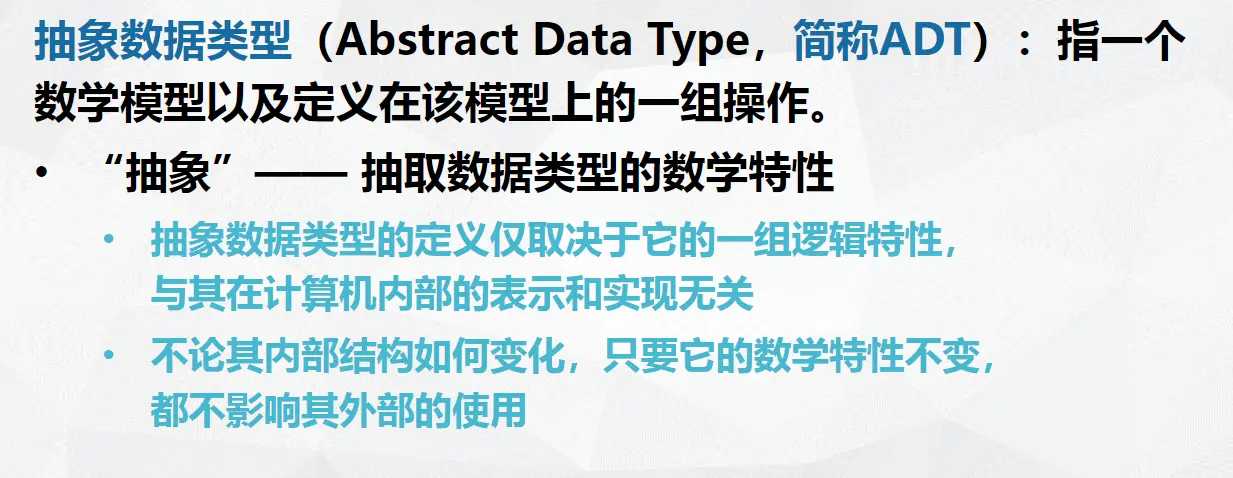 抽象数据类型（Abstract Data Type，简称ADT）：指一个
数学模型以及定义在该模型上的一组操作。
• “抽象”—— 抽取数据类型的数学特性
• 抽象数据类型的定义仅取决于它的一组逻辑特性，
与其在计算机内部的表示和实现无关
• 不论其内部结构如何变化，只要它的数学特性不变，
都不影响其外部的使用